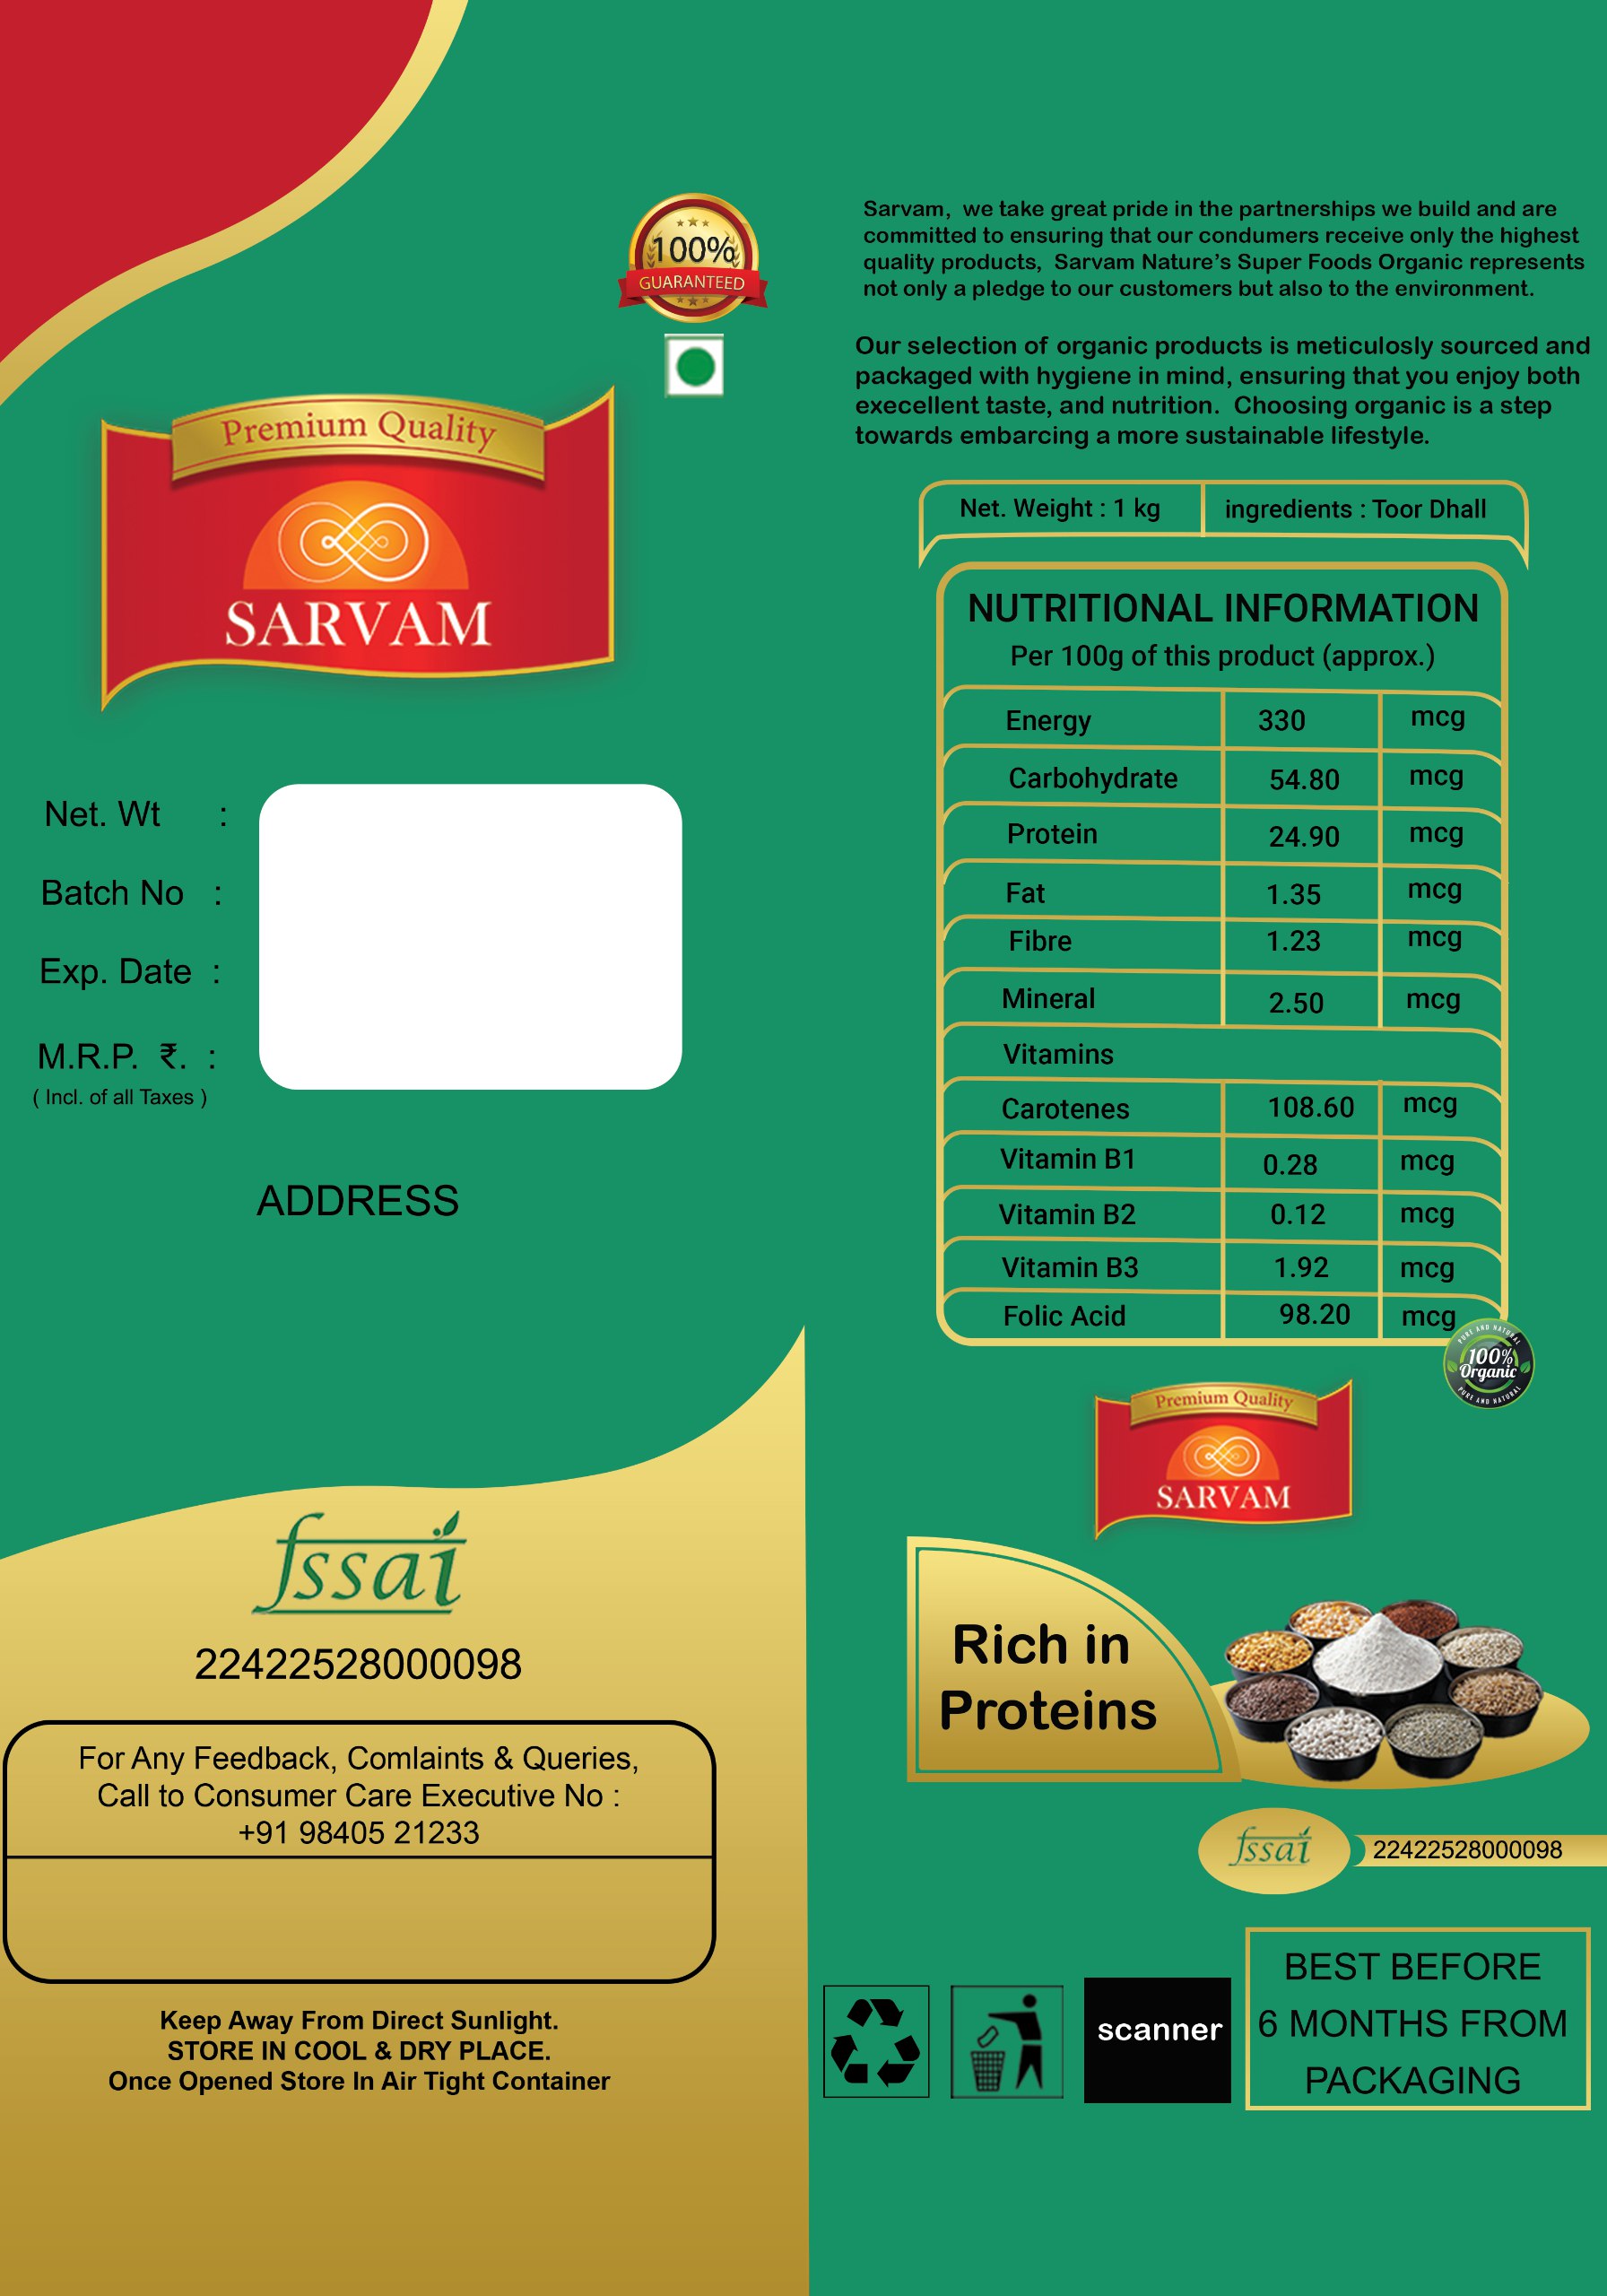 100%
GUARANTEED
Premium Quality
SARVAM
Net. Wt :
Batch No :
Exp. Date :
M.R.P. ₹. :
( Incl. of all Taxes )
ADDRESS
fssai
22422528000098
For Any Feedback, Comlaints & Queries,
Call to Consumer Care Executive No :
+91 98405 21233
Keep Away From Direct Sunlight.
STORE IN COOL & DRY PLACE.
Once Opened Store In Air Tight Container
Sarvam, we take great pride in the partnerships we build and are
committed to ensuring that our condumers receive only the highest
quality products, Sarvam Nature's Super Foods Organic represents
not only a pledge to our customers but also to the environment.
Our selection of organic products is meticulosly sourced and
packaged with hygiene in mind, ensuring that you enjoy both
execellent taste, and nutrition. Choosing organic is a step
towards embarcing a more sustainable lifestyle.
Net. Weight : 1 kg ingredients : Toor Dhall
NUTRITIONAL INFORMATION
Per 100g of this product (approx.)
Energy 330 mcg
Carbohydrate 54.80 mcg
Protein 24.90 mcg
Fat 1.35 mcg
Fibre 1.23 mcg
Mineral 2.50 mcg
Vitamins
Carotenes 108.60 mcg
Vitamin B1 0.28 mcg
Vitamin B2 0.12 mcg
Vitamin B3 1.92 mcg
Folic Acid 98.20 mcg
PURE AND NATURAL
100%
Organic
PURE AND NATURAL
Premium Quality
SARVAM
Rich in
Proteins
fssai
22422528000098
scanner
BEST BEFORE
6 MONTHS FROM
PACKAGING